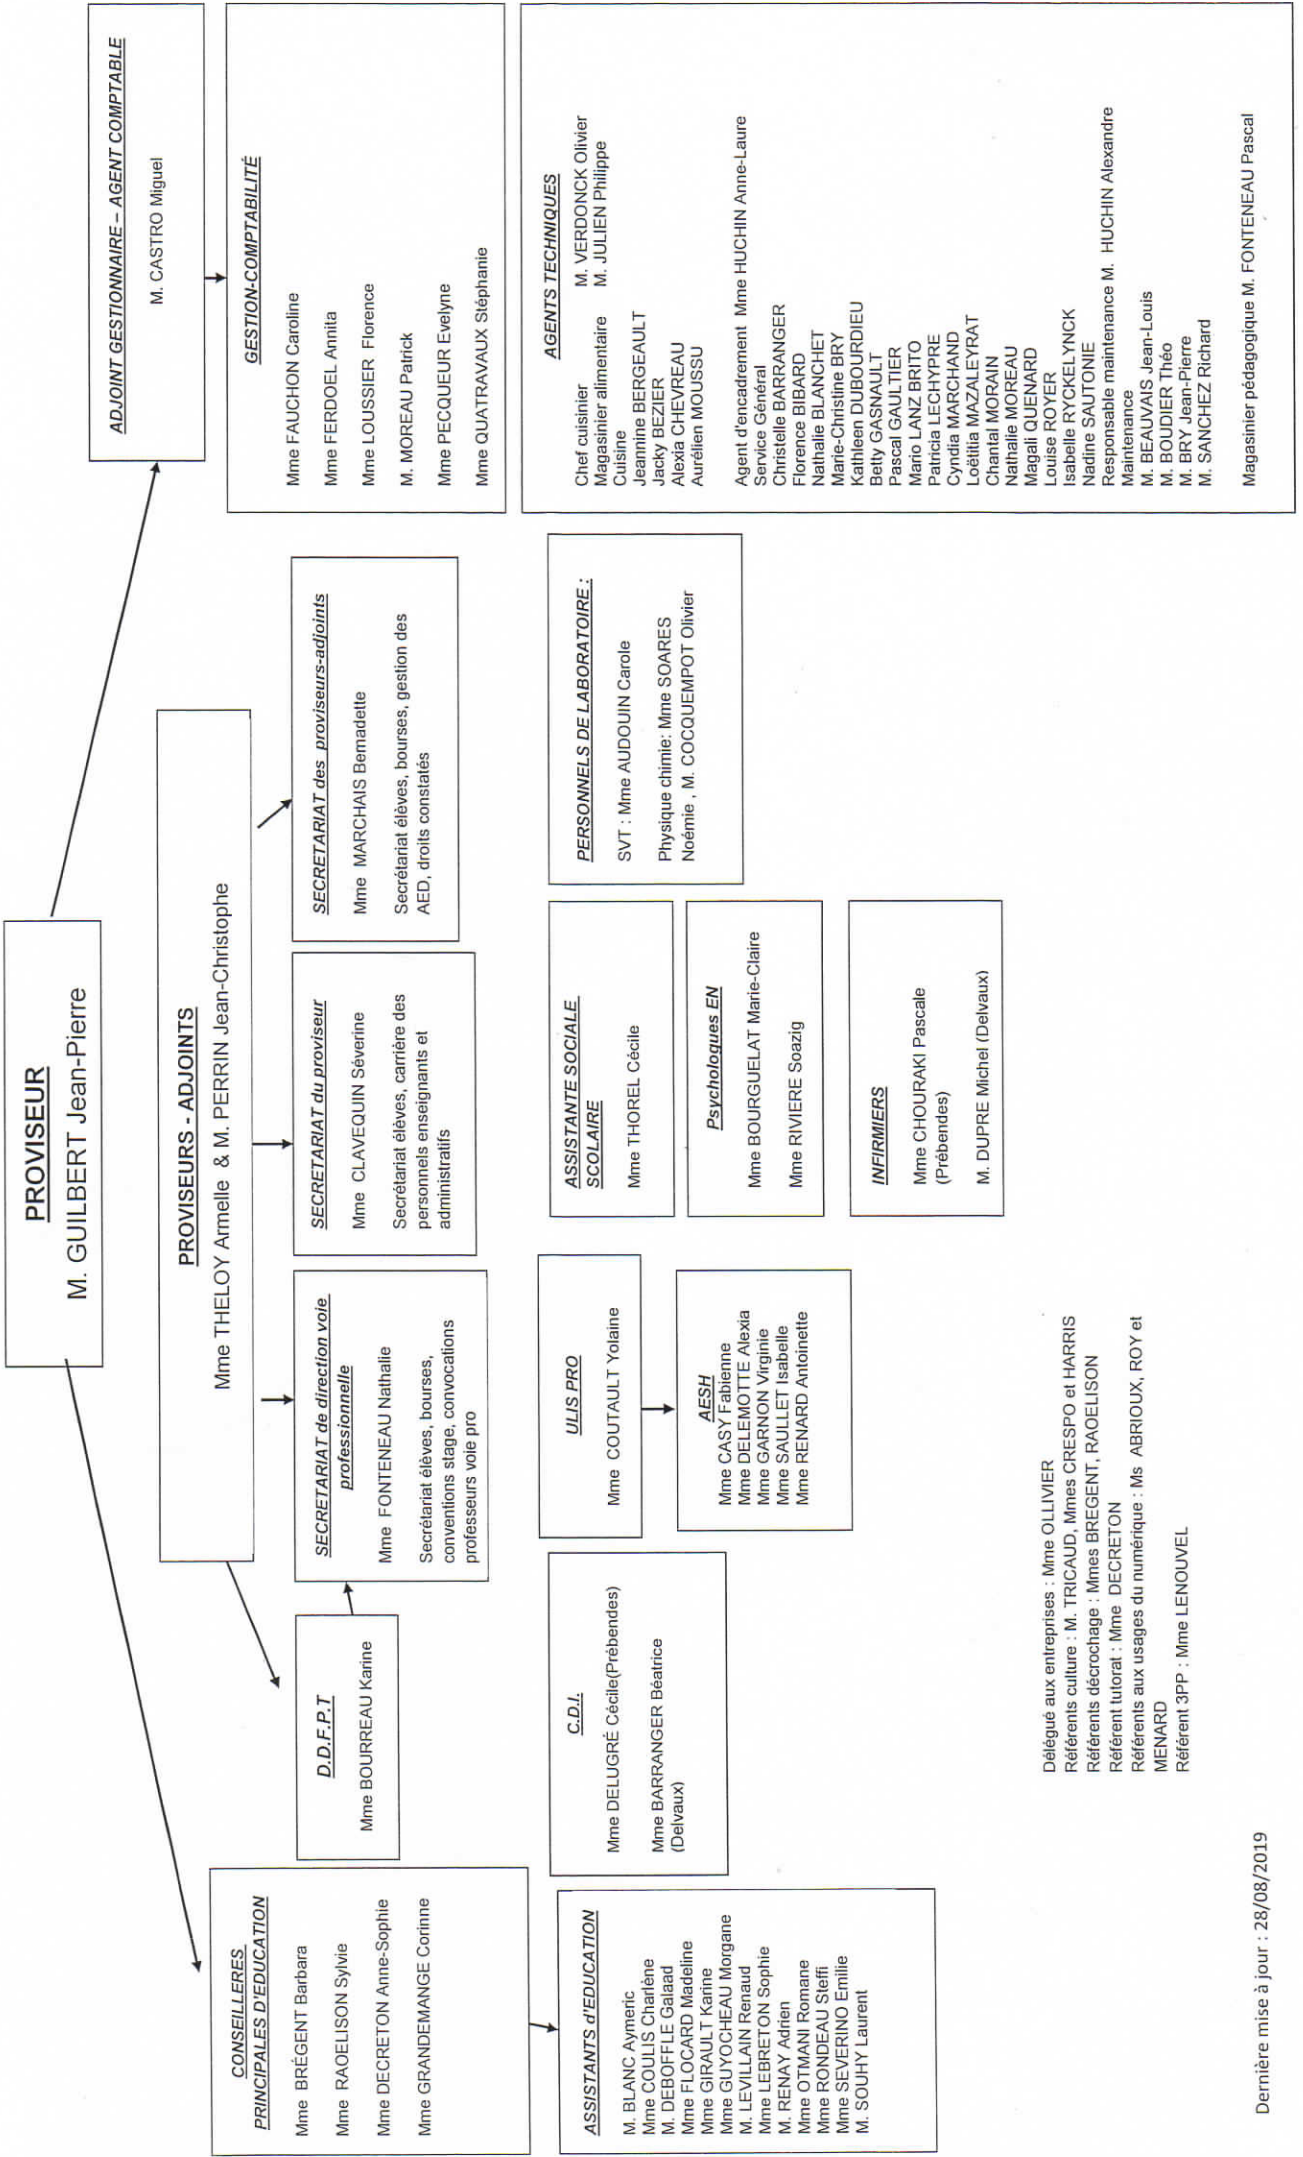 PROVISEUR
M. GUILBERT Jean-Pierre
PROVISEURS - ADJOINTS
Mme THELOY Armelle & M. PERRIN Jean-Christophe
ADJOINT GESTIONNAIRE – AGENT COMPTABLE
M. CASTRO Miguel
CONSEILLERES
PRINCIPALES D'EDUCATION
Mme BRÉGENT Barbara
Mme RAOELISON Sylvie
Mme DECRETON Anne-Sophie
Mme GRANDEMANGE Corinne
D.D.F.P.T
Mme BOURREAU Karine
SECRETARIAT de direction voie
professionnelle
Mme FONTENEAU Nathalie
Secrétariat élèves, bourses,
conventions stage, convocations
professeurs voie pro
SECRETARIAT du proviseur
Mme CLAVEQUIN Séverine
Secrétariat élèves, carrière des
personnels enseignants et
administratifs
SECRETARIAT des proviseurs-adjoints
Mme MARCHAIS Bernadette
Secrétariat élèves, bourses, gestion des
AED, droits constatés
GESTION-COMPTABILITÉ
Mme FAUCHON Caroline
Mme FERDOEL Annita
Mme LOUSSIER Florence
M. MOREAU Patrick
Mme PECQUEUR Evelyne
Mme QUATRAVAUX Stéphanie
ASSISTANTS d'EDUCATION
M. BLANC Aymeric
Mme COULIS Charlène
M. DEBOFFLE Galaad
Mme FLOCARD Madeline
Mme GIRAULT Karine
Mme GUYOCHEAU Morgane
M. LEVILLAIN Renaud
Mme LEBRETON Sophie
M. RENAY Adrien
Mme OTMANI Romane
Mme RONDEAU Steffi
Mme SEVERINO Emilie
M. SOUHY Laurent
C.D.I.
Mme DELUGRÉ Cécile(Prébendes)
Mme BARRANGER Béatrice
(Delvaux)
ULIS PRO
Mme COUTAULT Yolaine
AESH
Mme CASY Fabienne
Mme DELEMOTTE Alexia
Mme GARNON Virginie
Mme SAULLET Isabelle
Mme RENARD Antoinette
ASSISTANTE SOCIALE
SCOLAIRE
Mme THOREL Cécile
Psychologues EN
Mme BOURGUELAT Marie-Claire
Mme RIVIERE Soazig
INFIRMIERS
Mme CHOURAKI Pascale
(Prébendes)
M. DUPRE Michel (Delvaux)
PERSONNELS DE LABORATOIRE :
SVT : Mme AUDOUIN Carole
Physique chimie: Mme SOARES
Noémie , M. COCQUEMPOT Olivier
AGENTS TECHNIQUES
Chef cuisinier M. VERDONCK Olivier
Magasinier alimentaire M. JULIEN Philippe
Cuisine
Jeannine BERGEAULT
Jacky BEZIER
Alexia CHEVREAU
Aurélien MOUSSU
Agent d'encadrement Mme HUCHIN Anne-Laure
Service Général
Christelle BARRANGER
Florence BIBARD
Nathalie BLANCHET
Marie-Christine BRY
Kathleen DUBOURDIEU
Betty GASNAULT
Pascal GAULTIER
Mario LANZ BRITO
Patricia LECHYPRE
Cyndia MARCHAND
Loëtitia MAZALEYRAT
Chantal MORAIN
Nathalie MOREAU
Magali QUENARD
Louise ROYER
Isabelle RYCKELYNCK
Nadine SAUTONIE
Responsable maintenance M. HUCHIN Alexandre
Maintenance
M. BEAUVAIS Jean-Louis
M. BOUDIER Théo
M. BRY Jean-Pierre
M. SANCHEZ Richard
Magasinier pédagogique M. FONTENEAU Pascal
Délégué aux entreprises : Mme OLLIVIER
Référents culture : M. TRICAUD, Mmes CRESPO et HARRIS
Référents décrochage : Mmes BREGENT, RAOELISON
Référent tutorat : Mme DECRETON
Référents aux usages du numérique : Ms ABRIOUX, ROY et
MENARD
Référent 3PP : Mme LENOUVEL
Dernière mise à jour : 28/08/2019